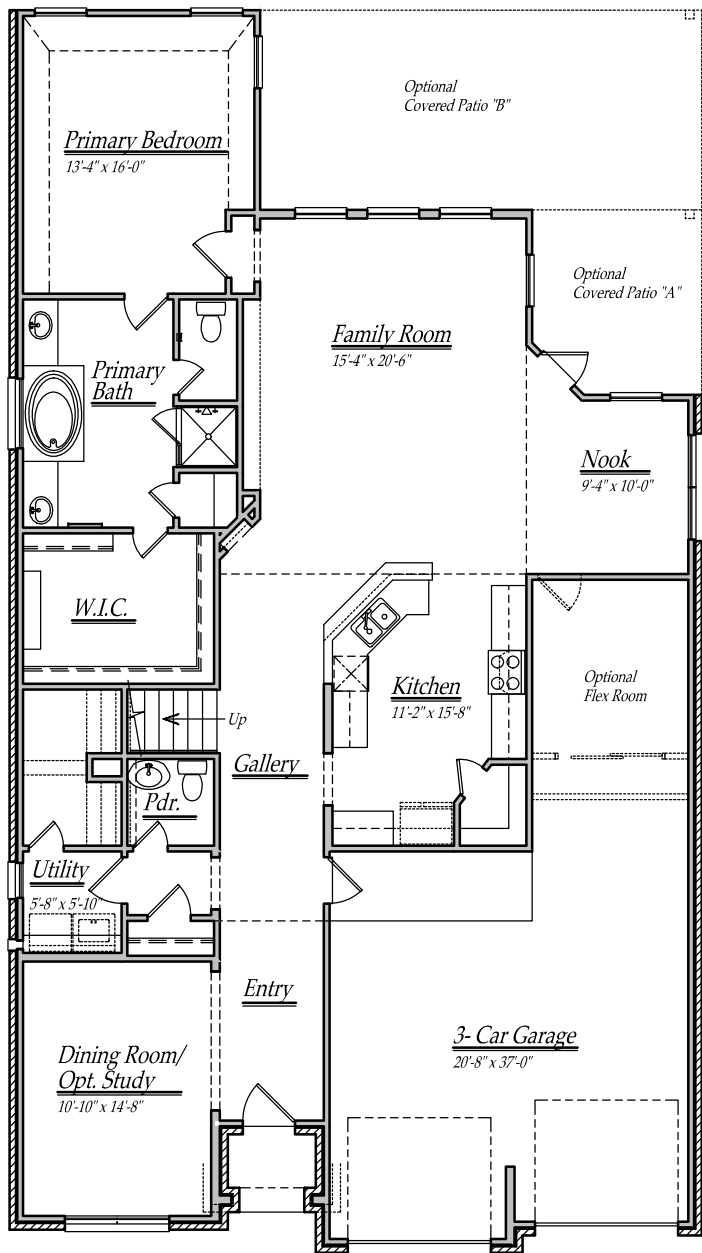 Optional
Covered Patio "B"
Primary Bedroom
13'-4" x 16'-0"
Optional
Covered Patio "A"
Family Room
15'-4" x 20'-6"
Primary
Bath
Nook
9'-4" x 10'-0"
W.I.C.
Kitchen
11'-2" x 15'-8"
Optional
Flex Room
Up
Gallery
Pdr.
Utility
5'-8" x 5'-10"
Entry
3- Car Garage
20'-8" x 37'-0"
Dining Room/
Opt. Study
10'-10" x 14'-8"